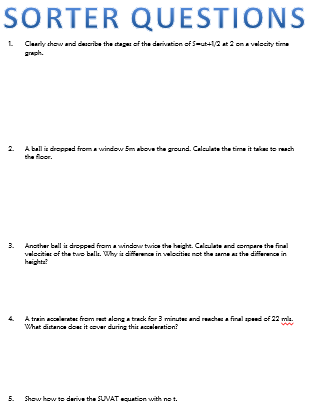 SORTER QUESTIONS
1. Clearly show and describe the stages of the derivation of S=ut+1/2 at 2 on a velocity time
graph.
2. A ball is dropped from a window 5m above the ground. Calculate the time it takes to reach
the floor.
3. Another ball is dropped from a window twice the height. Calculate and compare the final
velocities of the two balls. Why is difference in velocities not the same as the difference in
heights?
4. A train accelerates from rest along a track for 3 minutes and reaches a final speed of 22 mls.
What distance does it cover during this acceleration?
5. Show how to derive the SUVAT equation with no t.